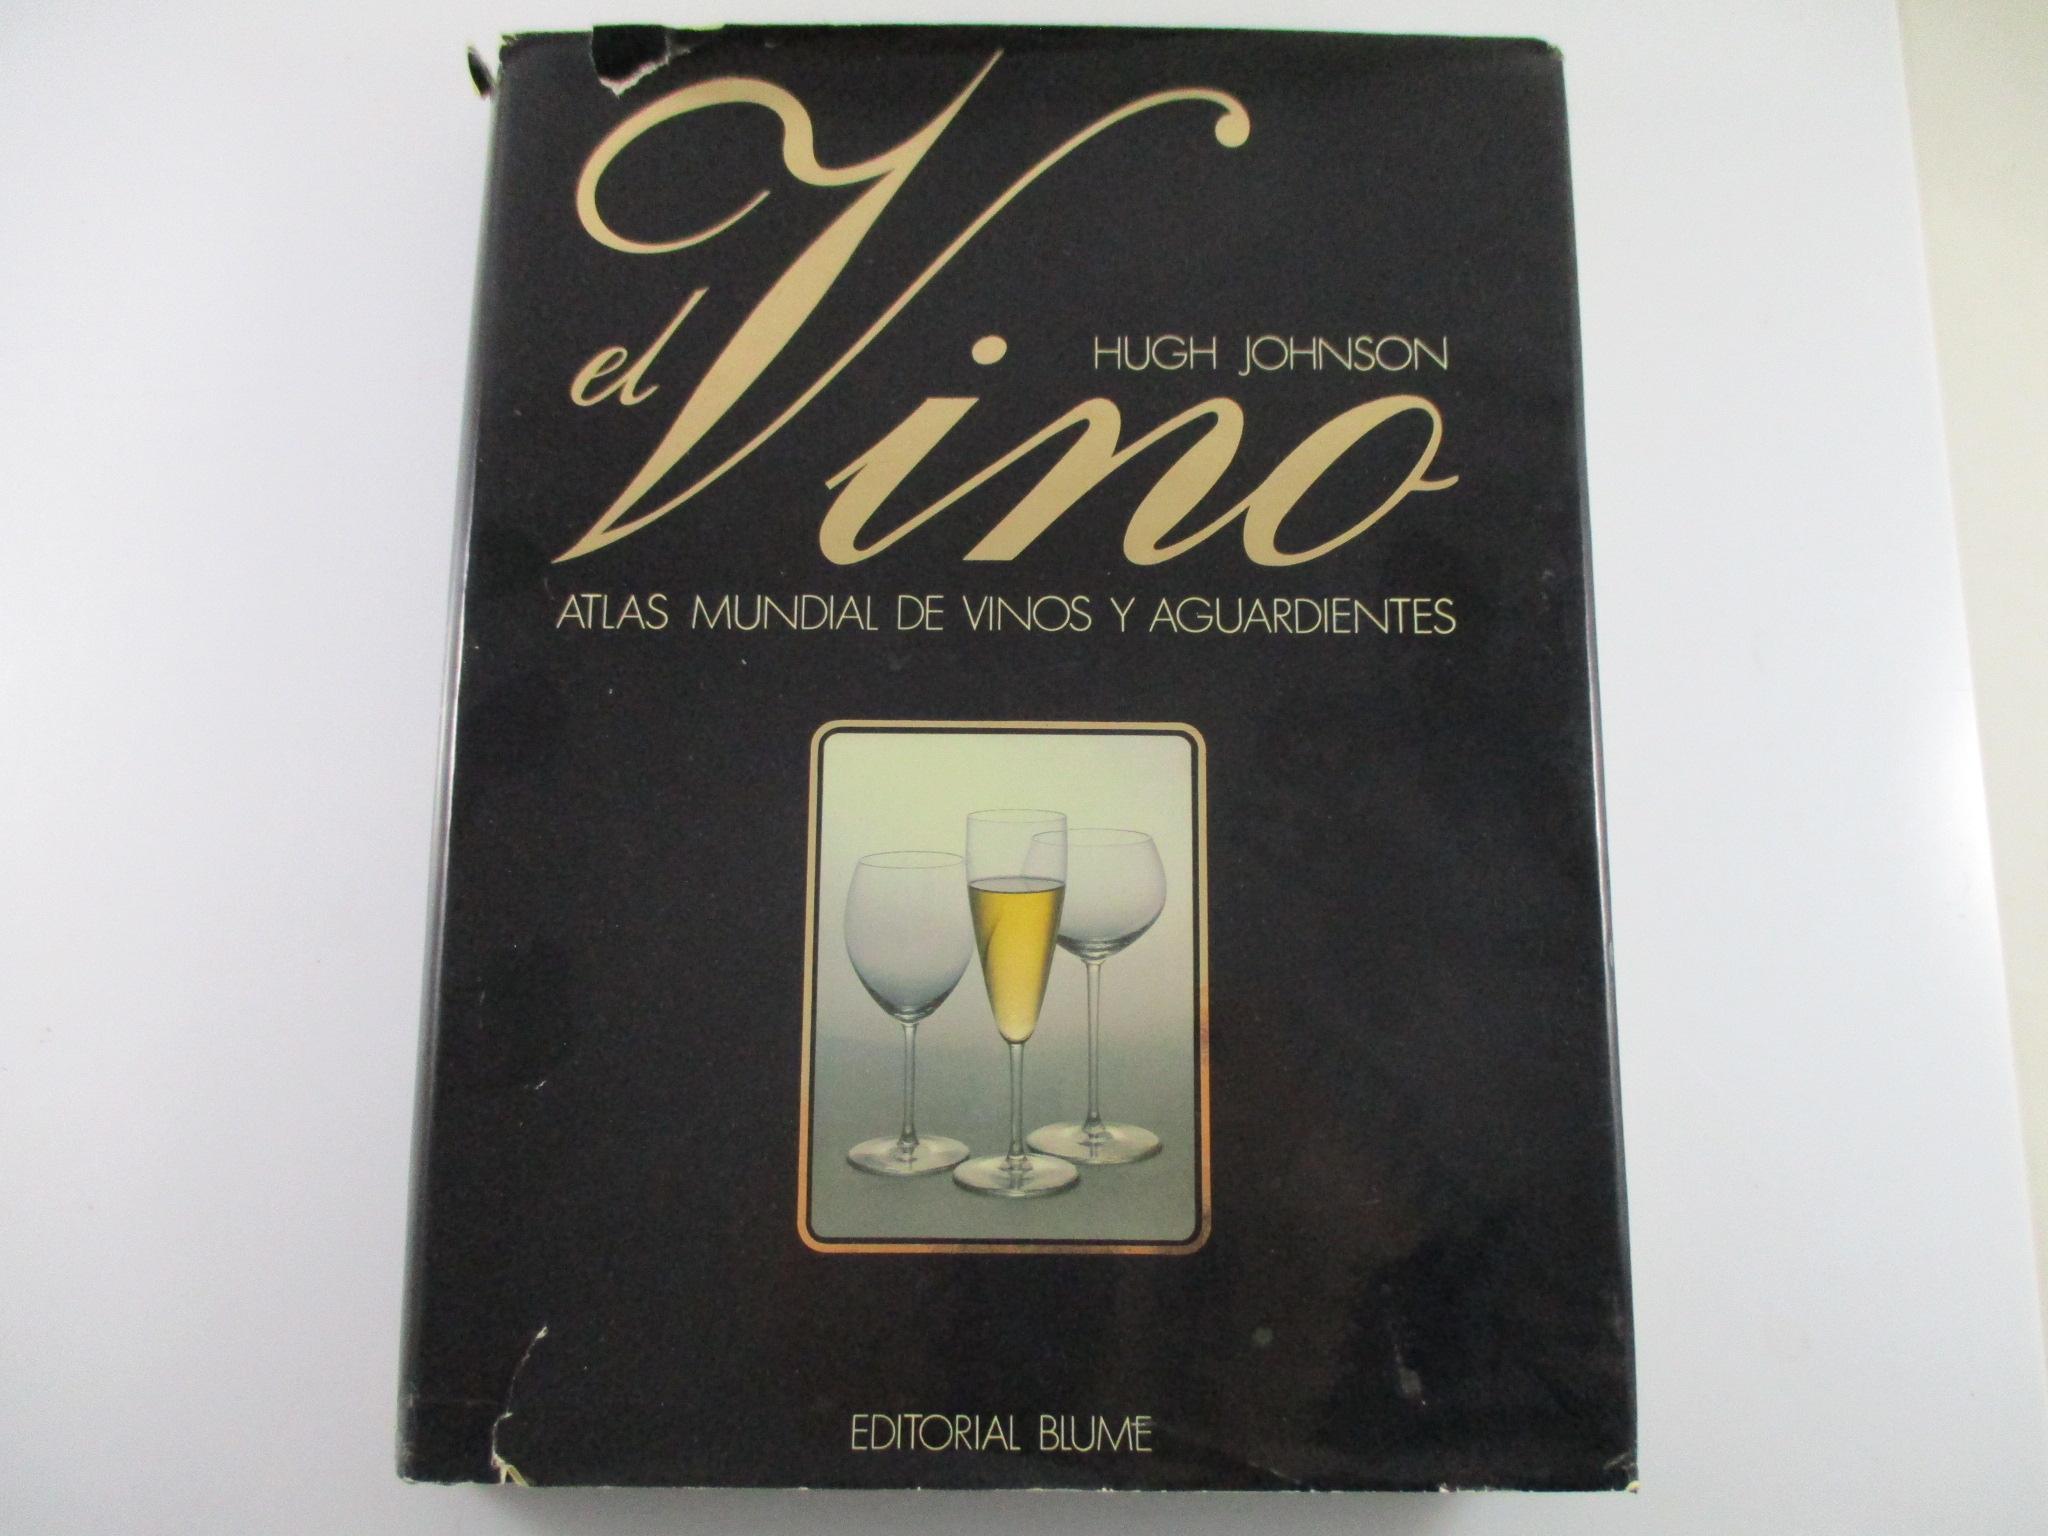 el Vino
HUGH JOHNSON
ATLAS MUNDIAL DE VINOS Y AGUARDIENTES
EDITORIAL BLUME